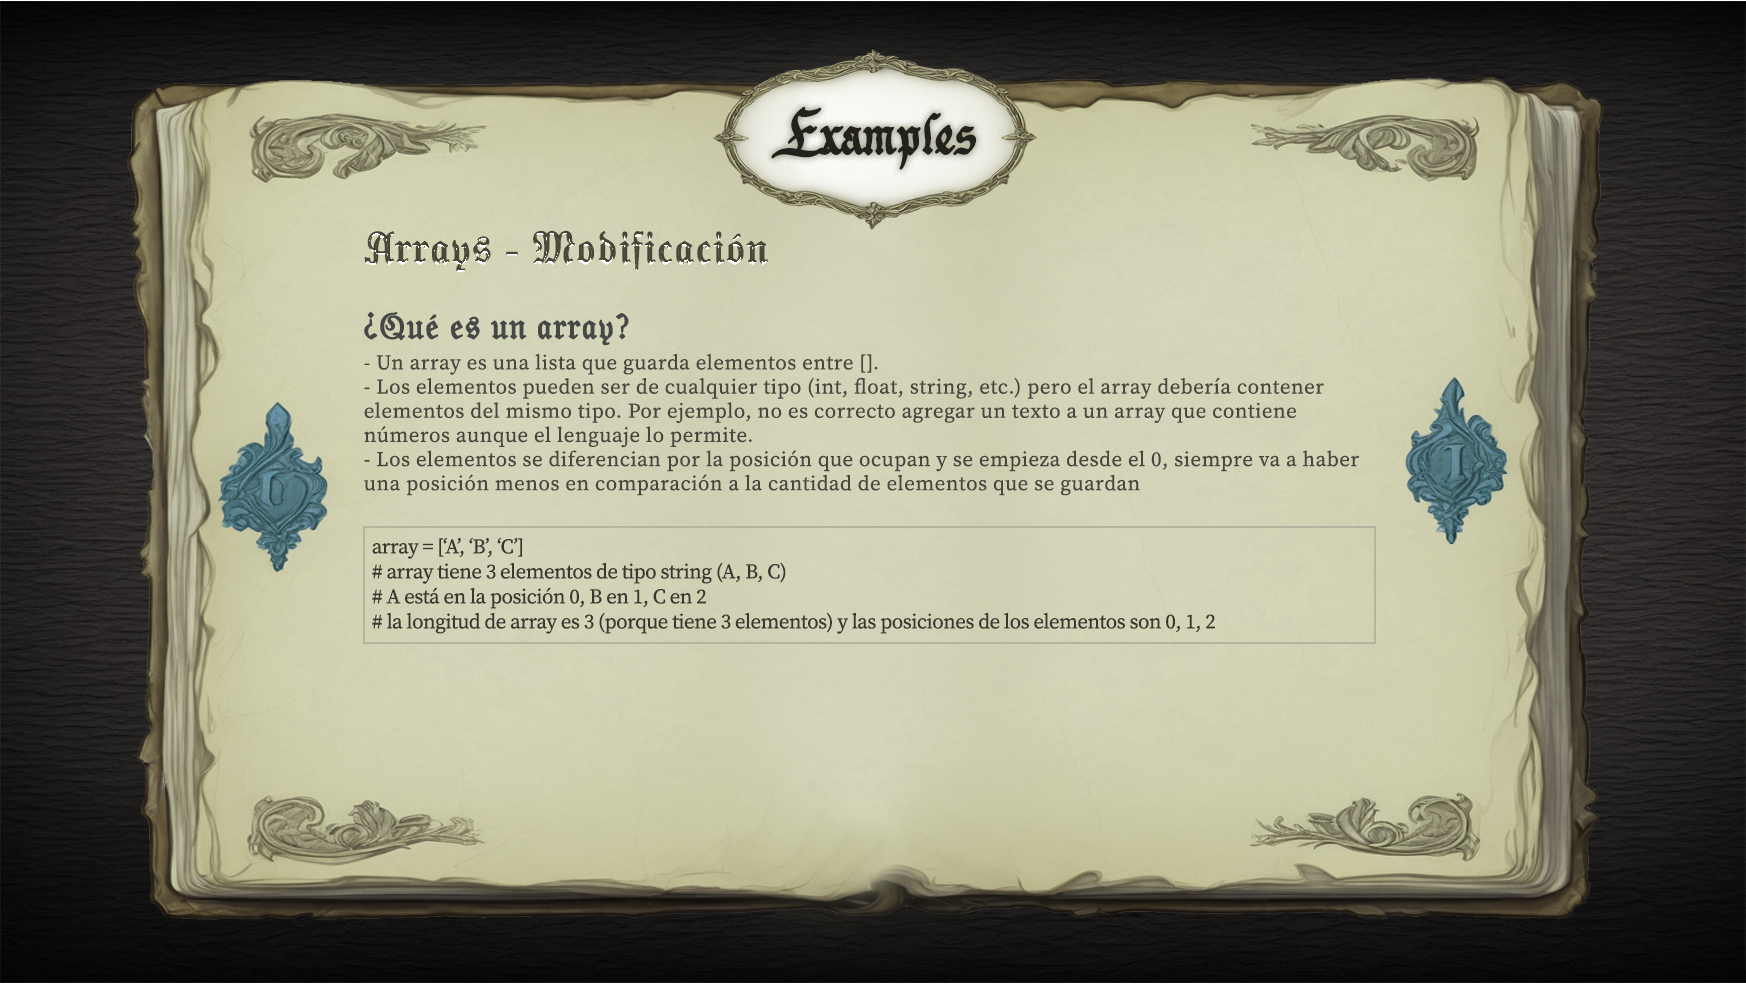 Examples
Arrays - Modificación
¿Qué es un array?
- Un array es una lista que guarda elementos entre [].
- Los elementos pueden ser de cualquier tipo (int, float, string, etc.) pero el array debería contener
elementos del mismo tipo. Por ejemplo, no es correcto agregar un texto a un array que contiene
números aunque el lenguaje lo permite.
- Los elementos se diferencian por la posición que ocupan y se empieza desde el 0, siempre va a haber
una posición menos en comparación a la cantidad de elementos que se guardan
array = [‘A’, ‘B’, ‘C’]
# array tiene 3 elementos de tipo string (A, B, C)
# A está en la posición 0, B en 1, C en 2
# la longitud de array es 3 (porque tiene 3 elementos) y las posiciones de los elementos son 0, 1, 2